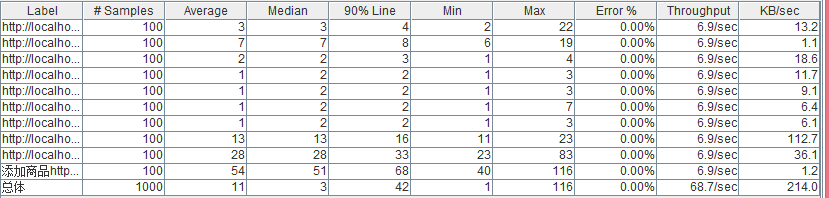 Label # Samples Average Median 90% Line Min Max Error % Throughput KB/sec
http://localho... 100 3 3 4 2 22 0.00% 6.9/sec 13.2
http://localho... 100 7 7 8 6 19 0.00% 6.9/sec 1.1
http://localho... 100 2 2 3 1 4 0.00% 6.9/sec 18.6
http://localho... 100 1 2 2 1 3 0.00% 6.9/sec 11.7
http://localho... 100 1 2 2 1 3 0.00% 6.9/sec 9.1
http://localho... 100 1 2 2 1 7 0.00% 6.9/sec 6.4
http://localho... 100 1 2 2 1 3 0.00% 6.9/sec 6.1
http://localho... 100 13 13 16 11 23 0.00% 6.9/sec 112.7
http://localho... 100 28 28 33 23 83 0.00% 6.9/sec 36.1
添加商品http... 100 54 51 68 40 116 0.00% 6.9/sec 1.2
总体 1000 11 3 42 1 116 0.00% 68.7/sec 214.0